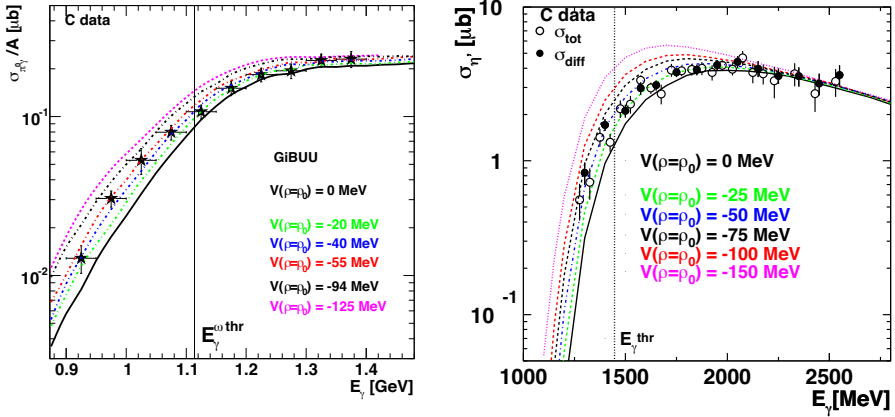 C data
σ_{π⁰γ}/A [μb]
10⁻¹
10⁻²
GiBUU
V(ρ=ρ₀) = 0 MeV
V(ρ=ρ₀) = -20 MeV
V(ρ=ρ₀) = -40 MeV
V(ρ=ρ₀) = -55 MeV
V(ρ=ρ₀) = -94 MeV
V(ρ=ρ₀) = -125 MeV
E_γ^{ω thr}
0.9 1 1.1 1.2 1.3 1.4
E_γ [GeV]
C data
σ_tot
σ_diff
σ_η' [μb]
10
1
10⁻¹
V(ρ=ρ₀) = 0 MeV
V(ρ=ρ₀) = -25 MeV
V(ρ=ρ₀) = -50 MeV
V(ρ=ρ₀) = -75 MeV
V(ρ=ρ₀) = -100 MeV
V(ρ=ρ₀) = -150 MeV
E_γ^{thr}
1000 1500 2000 2500
E_γ[MeV]